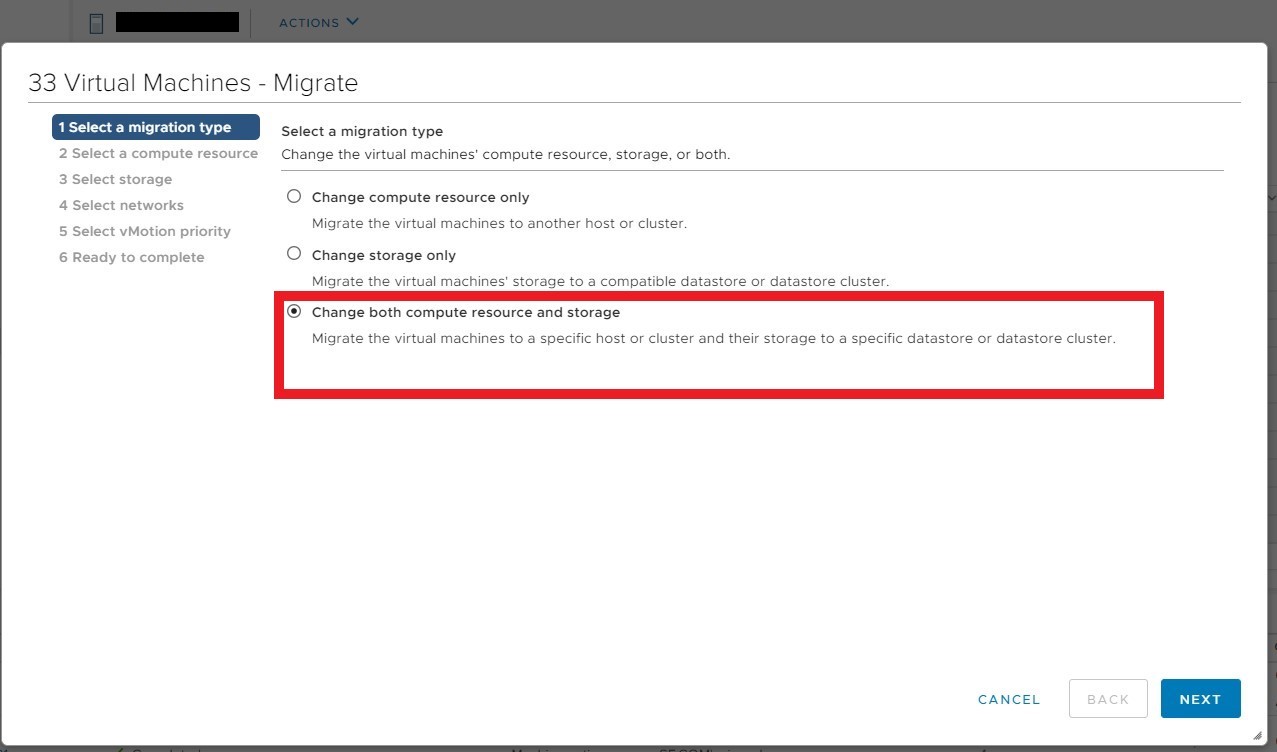 ACTIONS
33 Virtual Machines - Migrate
1 Select a migration type
2 Select a compute resource
3 Select storage
4 Select networks
5 Select vMotion priority
6 Ready to complete
Select a migration type
Change the virtual machines' compute resource, storage, or both.
Change compute resource only
Migrate the virtual machines to another host or cluster.
Change storage only
Migrate the virtual machines' storage to a compatible datastore or datastore cluster.
Change both compute resource and storage
Migrate the virtual machines to a specific host or cluster and their storage to a specific datastore or datastore cluster.
CANCEL
BACK
NEXT